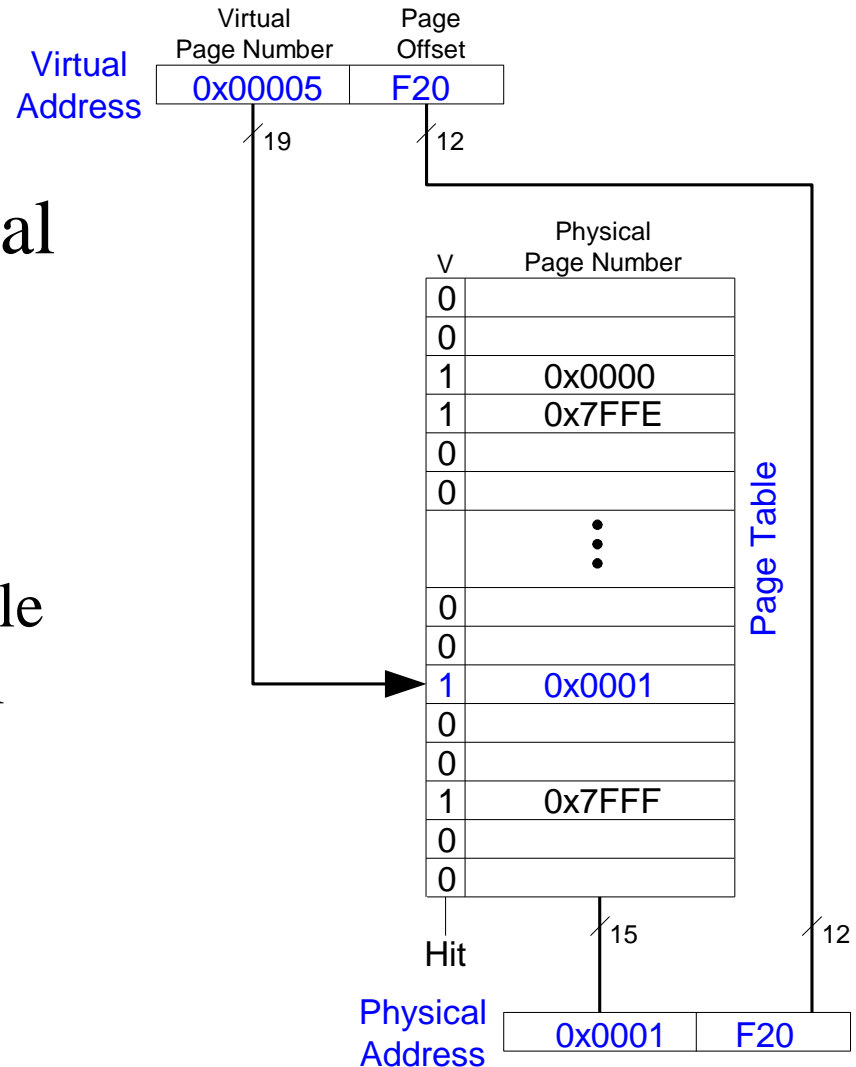 Virtual Page
Page Number Offset
Virtual
Address
0x00005 F20
19 12
al
Physical
V Page Number
0
0
1 0x0000
1 0x7FFE
0
0
Page Table
le
0
0
1 0x0001
0
0
1 0x7FFF
0
0
15 12
Hit
Physical
Address
0x0001 F20